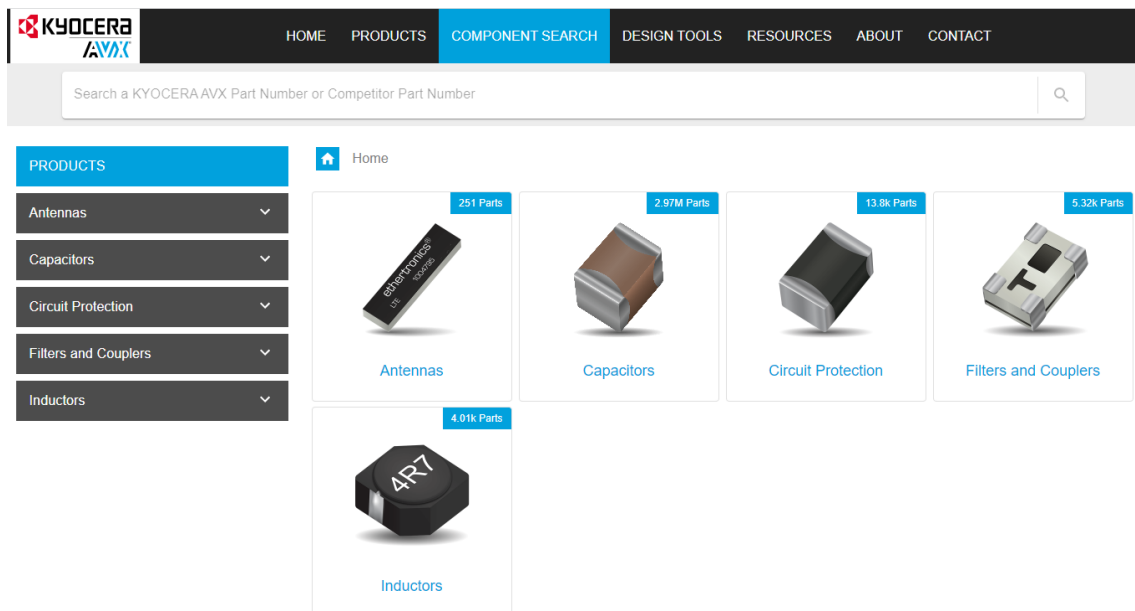 KYOCERA
AVX
HOME PRODUCTS COMPONENT SEARCH DESIGN TOOLS RESOURCES ABOUT CONTACT
Search a KYOCERA AVX Part Number or Competitor Part Number
PRODUCTS
Antennas
Capacitors
Circuit Protection
Filters and Couplers
Inductors
Home
251 Parts
ethertronics®
1004795
LTE
Antennas
2.97M Parts
Capacitors
13.8k Parts
Circuit Protection
5.32k Parts
Filters and Couplers
4.01k Parts
4R7
Inductors